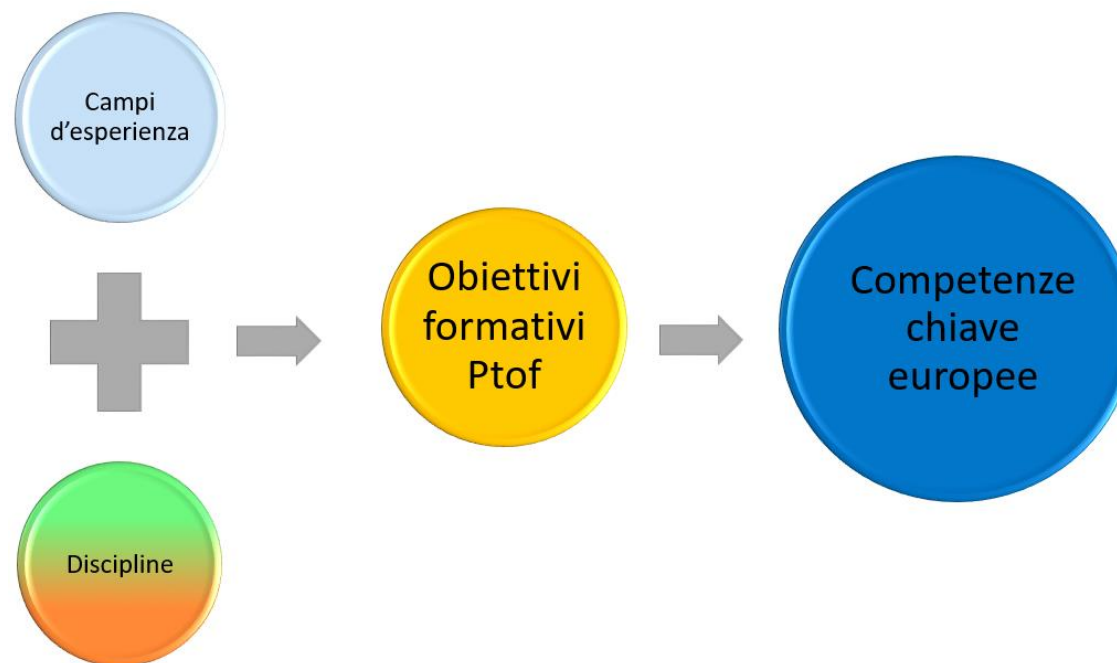 Campi
d’esperienza
Discipline
Obiettivi
formativi
Ptof
Competenze
chiave
europee